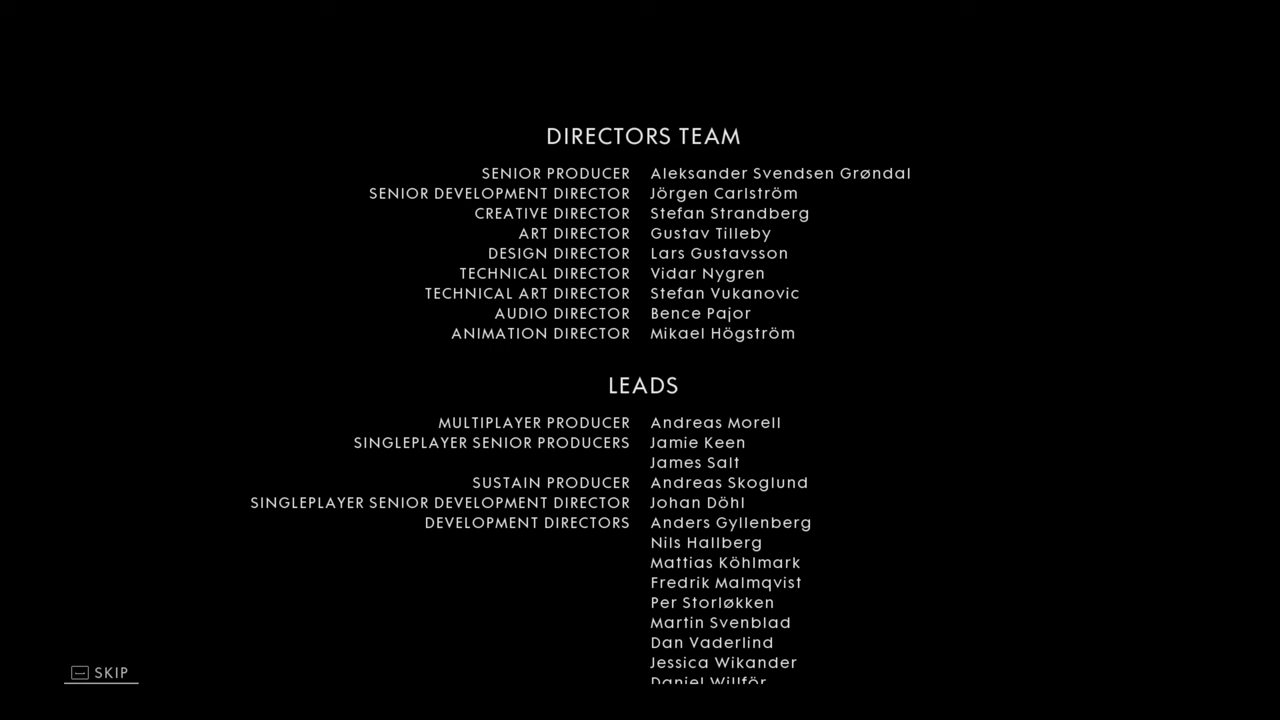 DIRECTORS TEAM
SENIOR PRODUCER Aleksander Svendsen Grøndal
SENIOR DEVELOPMENT DIRECTOR Jörgen Carlström
CREATIVE DIRECTOR Stefan Strandberg
ART DIRECTOR Gustav Tilleby
DESIGN DIRECTOR Lars Gustavsson
TECHNICAL DIRECTOR Vidar Nygren
TECHNICAL ART DIRECTOR Stefan Vukanovic
AUDIO DIRECTOR Bence Pajor
ANIMATION DIRECTOR Mikael Högström
LEADS
MULTIPLAYER PRODUCER Andreas Morell
SINGLEPLAYER SENIOR PRODUCERS Jamie Keen
James Salt
SUSTAIN PRODUCER Andreas Skoglund
SINGLEPLAYER SENIOR DEVELOPMENT DIRECTOR Johan Döhl
DEVELOPMENT DIRECTORS Anders Gyllenberg
Nils Hallberg
Mattias Köhlmark
Fredrik Malmqvist
Per Storløkken
Martin Svenblad
Dan Vaderlind
Jessica Wikander
Daniel Willför
SKIP